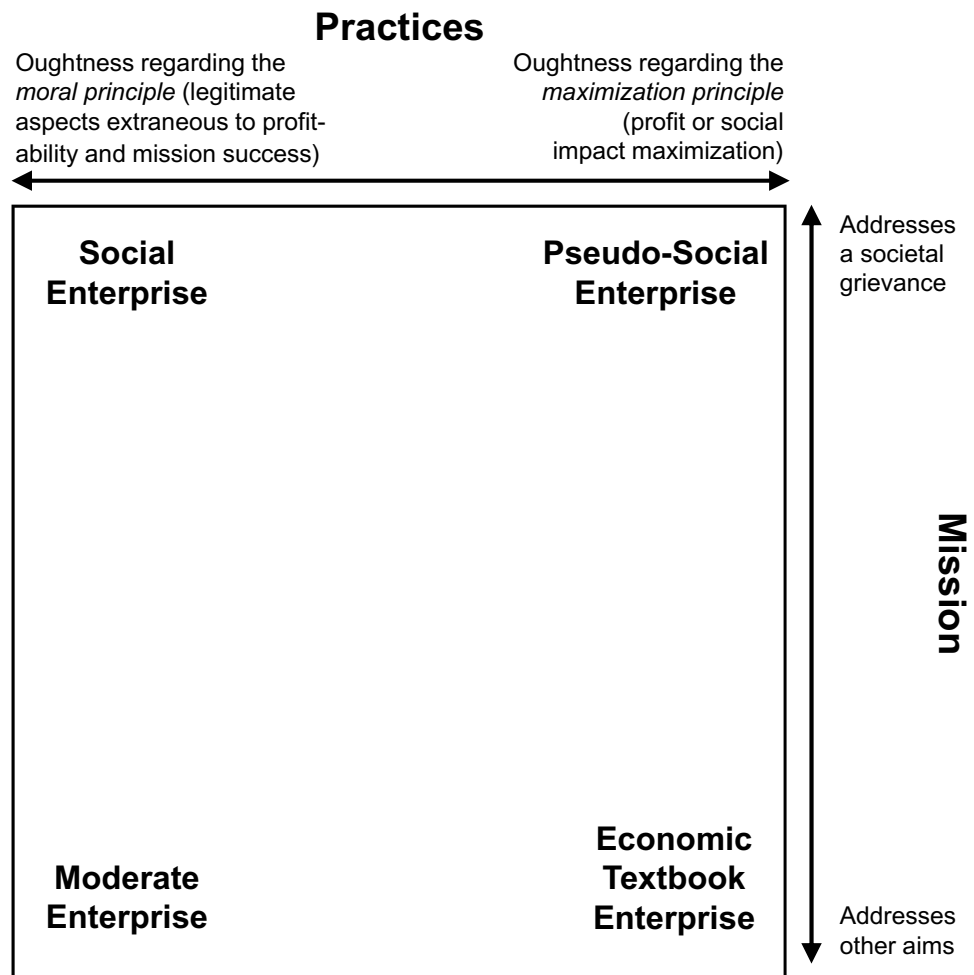 Practices
Oughtness regarding the
moral principle (legitimate
aspects extraneous to profit-
ability and mission success)
Oughtness regarding the
maximization principle
(profit or social
impact maximization)
Social
Enterprise
Pseudo-Social
Enterprise
Addresses
a societal
grievance
Mission
Moderate
Enterprise
Economic
Textbook
Enterprise
Addresses
other aims